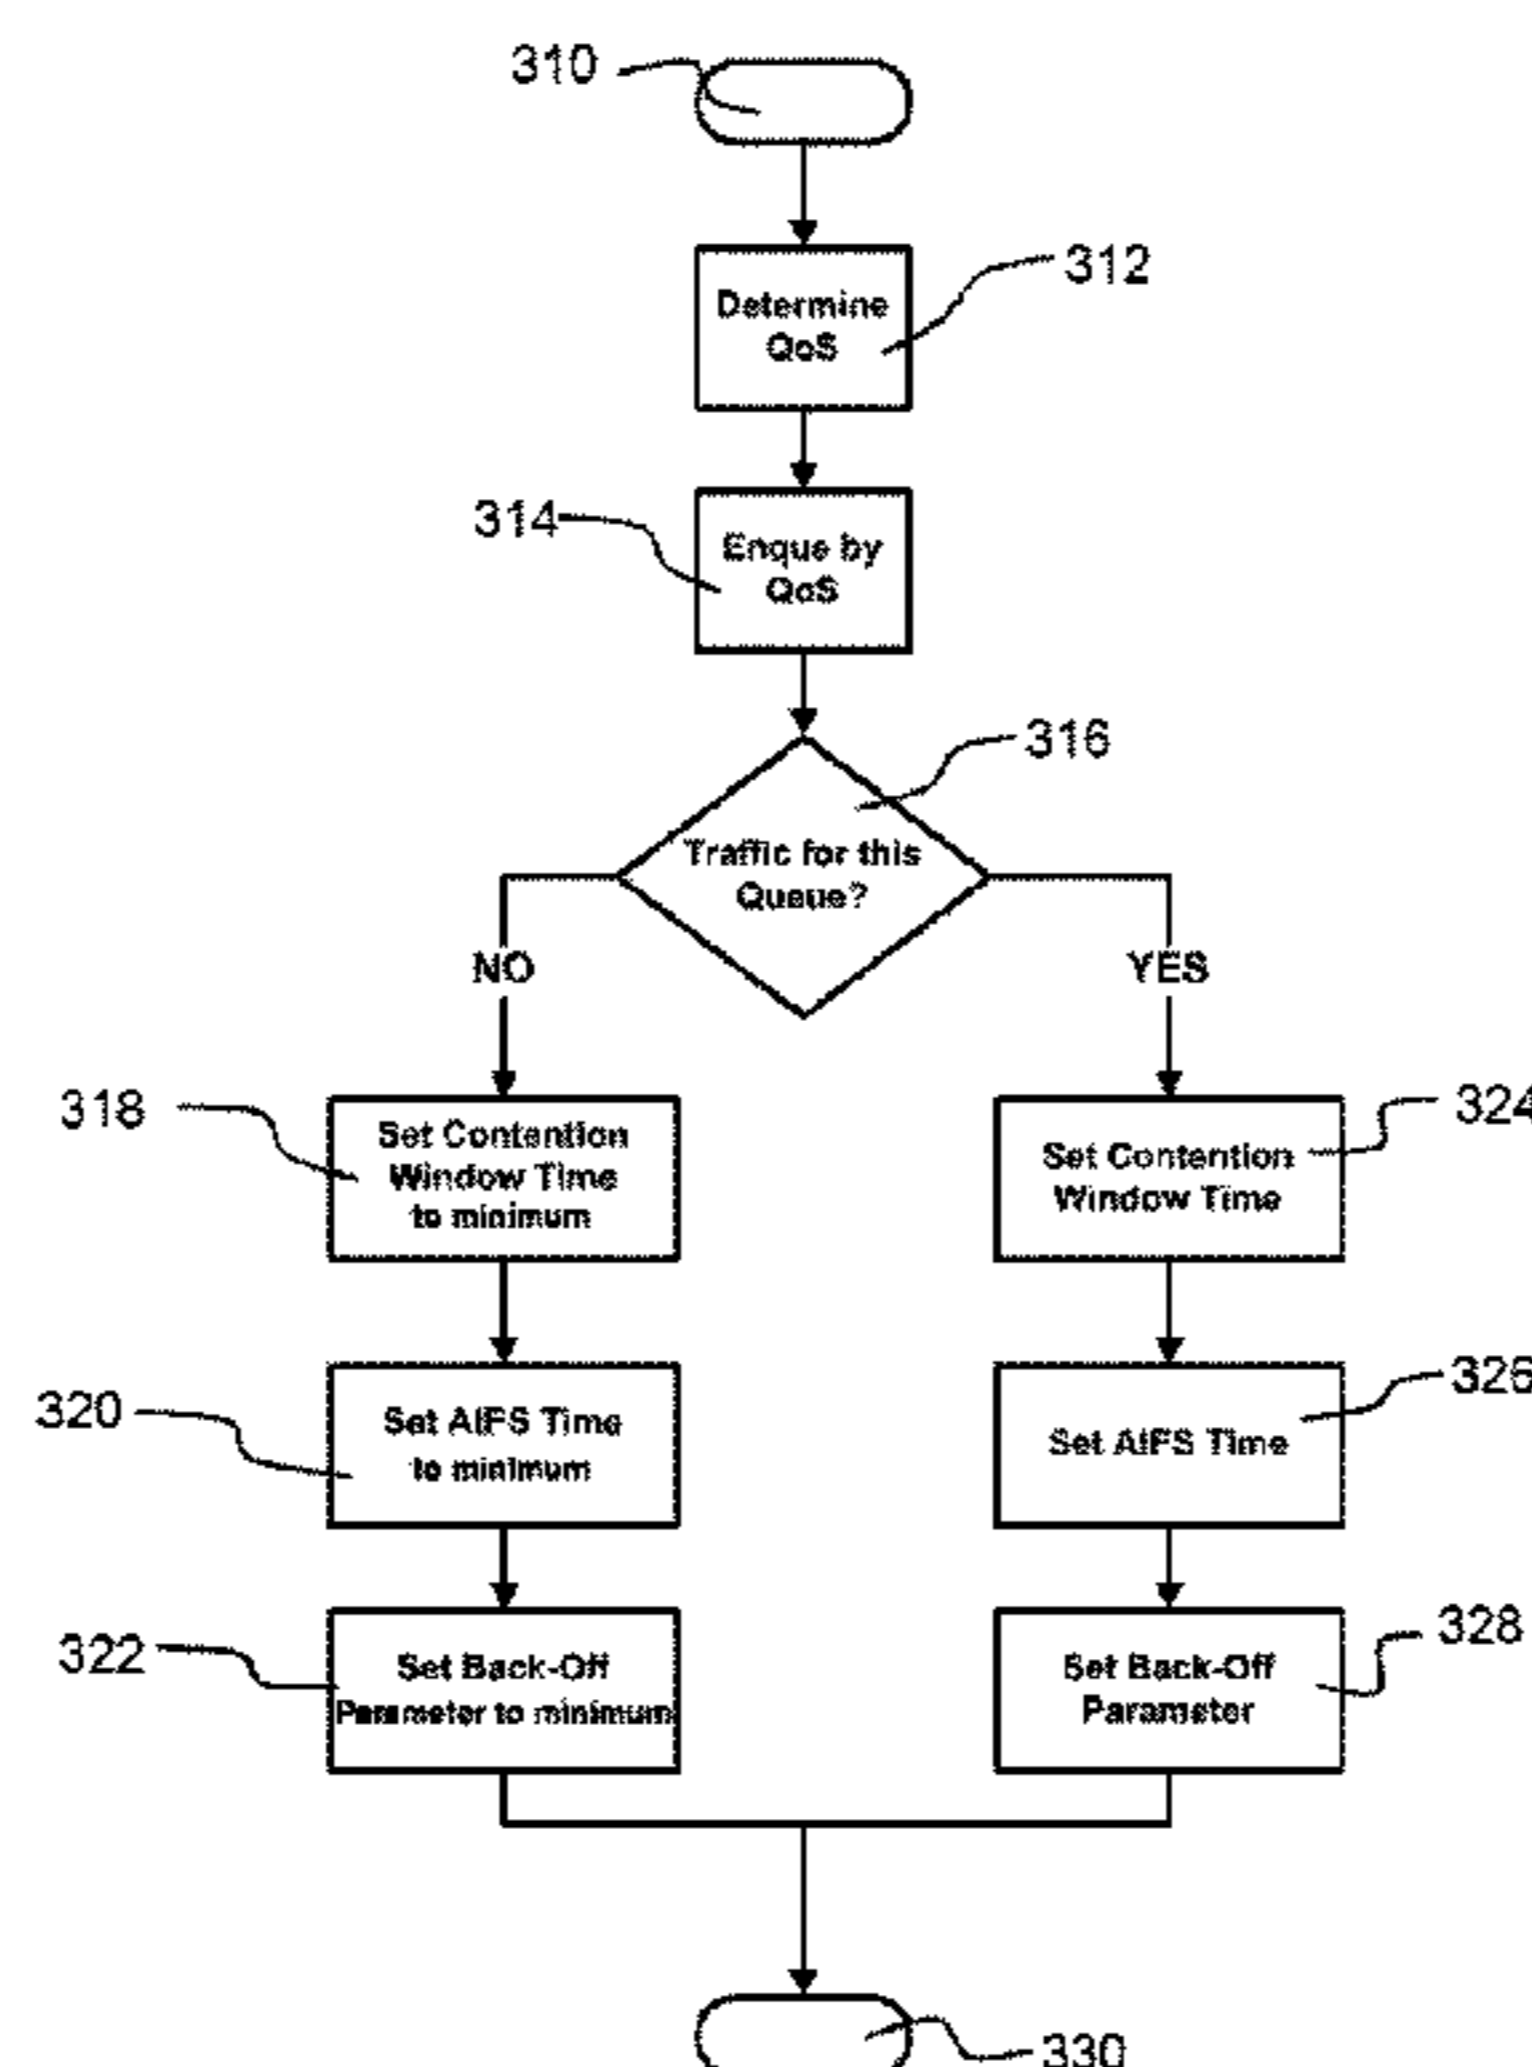 310
312
Determine
QoS
314
Enque by
QoS
316
Traffic for this
Queue?
NO
YES
318
Set Contention
Window Time
to minimum
324
Set Contention
Window Time
320
Set AIFS Time
to minimum
326
Set AIFS Time
322
Set Back-Off
Parameter to minimum
328
Set Back-Off
Parameter
330